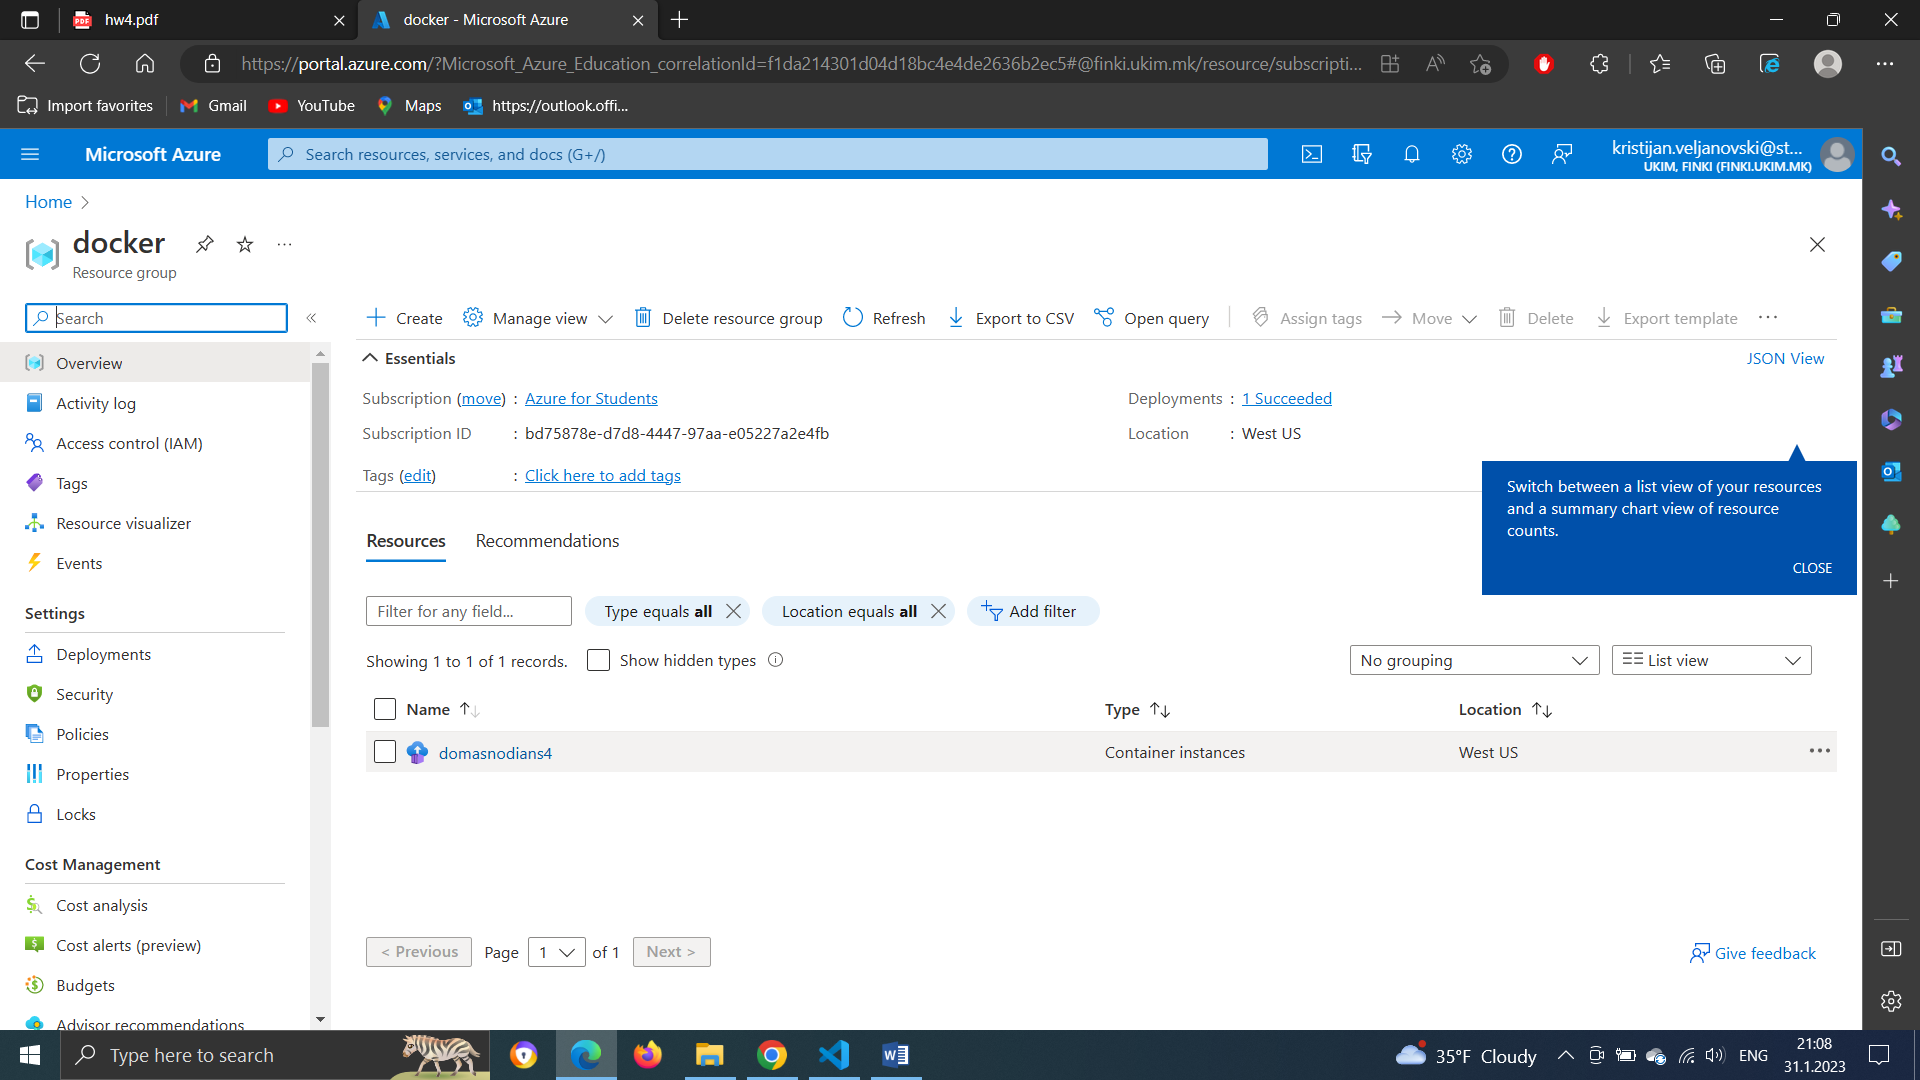 hw4.pdf
docker - Microsoft Azure
https://portal.azure.com/?Microsoft_Azure_Education_correlationId=f1da214301d04d18bc4e4de2636b2ec5#@finki.ukim.mk/resource/subscripti...
Import favorites
Gmail
YouTube
Maps
https://outlook.offi...
Microsoft Azure
Search resources, services, and docs (G+/)
kristijan.veljanovski@st...
UKIM, FINKI (FINKI.UKIM.MK)
Home
docker
Resource group
Search
Create
Manage view
Delete resource group
Refresh
Export to CSV
Open query
Assign tags
Move
Delete
Export template
Overview
Activity log
Access control (IAM)
Tags
Resource visualizer
Events
Settings
Deployments
Security
Policies
Properties
Locks
Cost Management
Cost analysis
Cost alerts (preview)
Budgets
Advisor recommendations
Essentials
JSON View
Subscription (move) : Azure for Students
Deployments : 1 Succeeded
Subscription ID : bd75878e-d7d8-4447-97aa-e05227a2e4fb
Location : West US
Tags (edit) : Click here to add tags
Switch between a list view of your resources
and a summary chart view of resource
counts.
CLOSE
Resources
Recommendations
Filter for any field...
Type equals all
Location equals all
Add filter
Showing 1 to 1 of 1 records.
Show hidden types
No grouping
List view
Name
Type
Location
domasnodians4
Container instances
West US
< Previous
Page 1 of 1
Next >
Give feedback
Type here to search
35°F Cloudy
ENG
21:08
31.1.2023